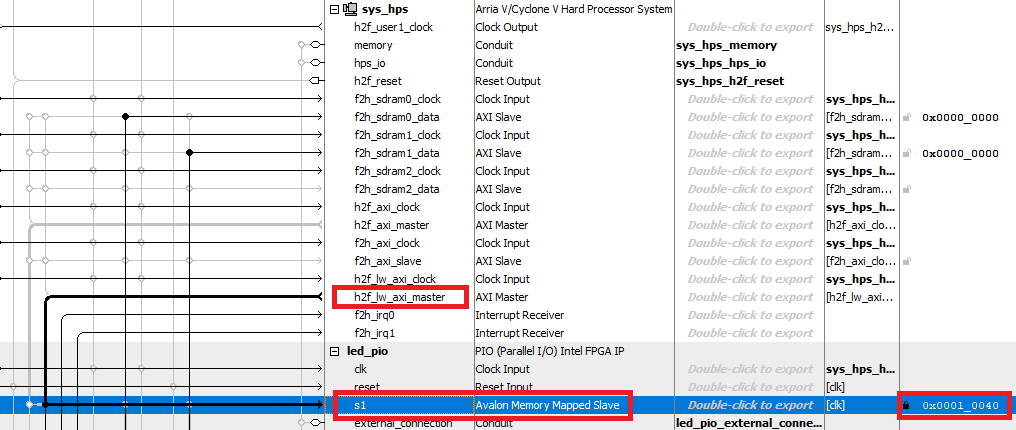 sys_hps Arria V/Cyclone V Hard Processor System
h2f_user1_clock Clock Output Double-click to export sys_hps_h2...
memory Conduit sys_hps_memory
hps_io Conduit sys_hps_hps_io
h2f_reset Reset Output sys_hps_h2f_reset
f2h_sdram0_clock Clock Input Double-click to export sys_hps_h...
f2h_sdram0_data AXI Slave Double-click to export [f2h_sdram... 0x0000_0000
f2h_sdram1_clock Clock Input Double-click to export sys_hps_h...
f2h_sdram1_data AXI Slave Double-click to export [f2h_sdram... 0x0000_0000
f2h_sdram2_clock Clock Input Double-click to export sys_hps_h...
f2h_sdram2_data AXI Slave Double-click to export [f2h_sdram...
h2f_axi_clock Clock Input Double-click to export sys_hps_h...
h2f_axi_master AXI Master Double-click to export [h2f_axi_clo...
f2h_axi_clock Clock Input Double-click to export sys_hps_h...
f2h_axi_slave AXI Slave Double-click to export [f2h_axi_clo...
h2f_lw_axi_clock Clock Input Double-click to export sys_hps_h...
h2f_lw_axi_master AXI Master Double-click to export [h2f_lw_axi...
f2h_irq0 Interrupt Receiver Double-click to export
f2h_irq1 Interrupt Receiver Double-click to export
led_pio PIO (Parallel I/O) Intel FPGA IP
clk Clock Input Double-click to export sys_hps_h...
reset Reset Input Double-click to export [clk]
s1 Avalon Memory Mapped Slave Double-click to export [clk] 0x0001_0040
external_connection Conduit led_pio_external_conne...